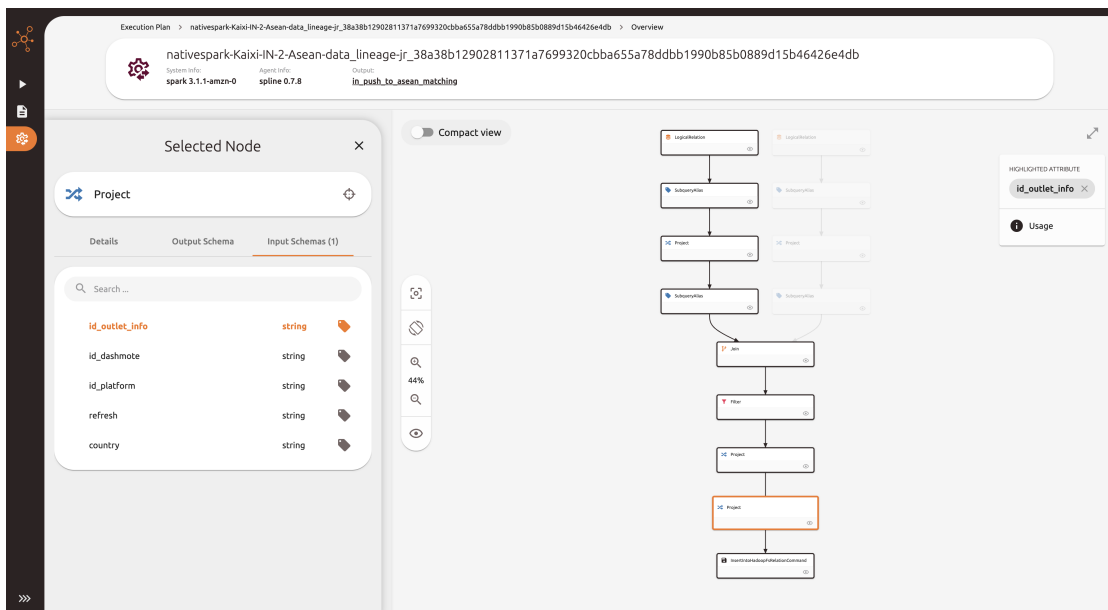 Execution Plan > nativespark-Kaixi-IN-2-Asean-data_lineage-jr_38a38b12902811371a7699320cbba655a78ddbb1990b85b0889d15b46426e4db > Overview
nativespark-Kaixi-IN-2-Asean-data_lineage-jr_38a38b12902811371a7699320cbba655a78ddbb1990b85b0889d15b46426e4db
System Info: Agent Info: Output:
spark 3.1.1-amzn-0 spline 0.7.8 in_push_to_asean_matching
Selected Node
Project
Details Output Schema Input Schemas (1)
Search ...
id_outlet_info string
id_dashmote string
id_platform string
refresh string
country string
Compact view
44%
LogicalRelation LogicalRelation
SubqueryAlias SubqueryAlias
Project Project
SubqueryAlias SubqueryAlias
Join
Filter
Project
Project
InsertIntoHadoopFsRelationCommand
HIGHLIGHTED ATTRIBUTE
id_outlet_info
Usage